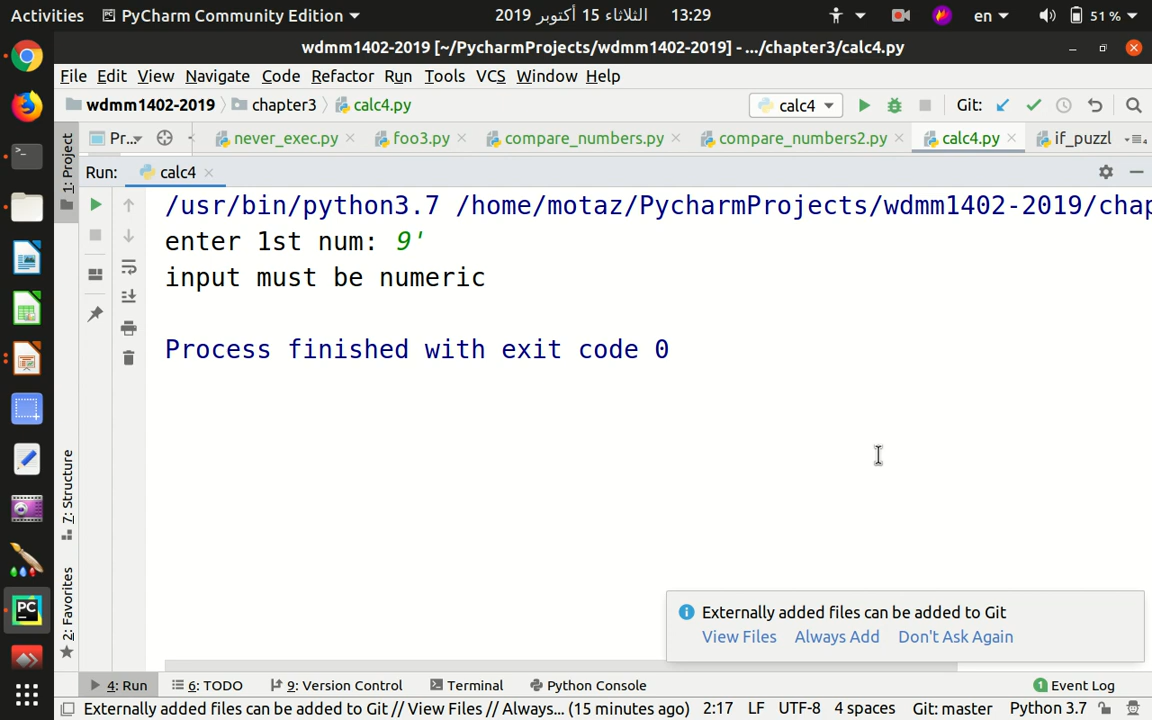 Activities PyCharm Community Edition 2019 الثلاثاء 15 أكتوبر 13:29 en 51 %
wdmm1402-2019 [~/PycharmProjects/wdmm1402-2019] - .../chapter3/calc4.py
File Edit View Navigate Code Refactor Run Tools VCS Window Help
wdmm1402-2019 chapter3 calc4.py calc4 Git:
1: Project Pr... never_exec.py foo3.py compare_numbers.py compare_numbers2.py calc4.py if_puzzl
Run: calc4
/usr/bin/python3.7 /home/motaz/PycharmProjects/wdmm1402-2019/chap
enter 1st num: 9'
input must be numeric
Process finished with exit code 0
7: Structure
2: Favorites
Externally added files can be added to Git
View Files Always Add Don't Ask Again
4: Run 6: TODO 9: Version Control Terminal Python Console 1 Event Log
Externally added files can be added to Git // View Files // Always... (15 minutes ago) 2:17 LF UTF-8 4 spaces Git: master Python 3.7